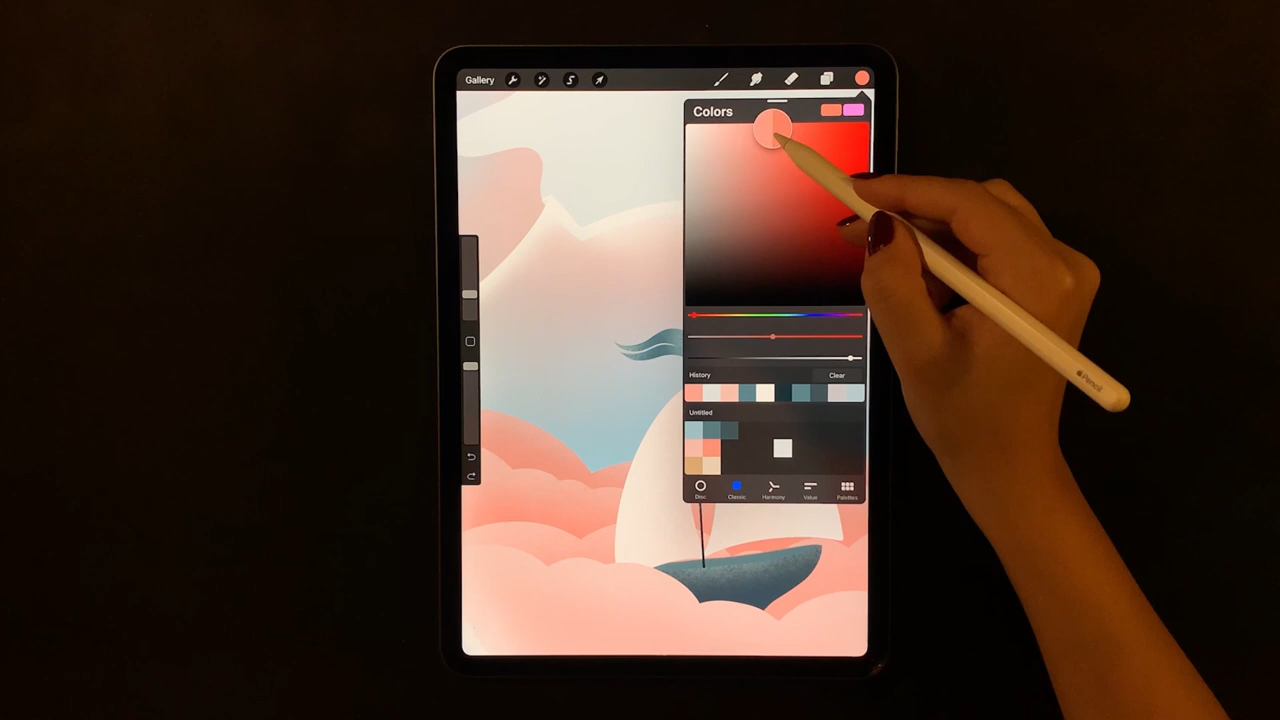 Gallery
Colors
History
Clear
Untitled
Disc
Classic
Harmony
Value
Palettes
Pencil